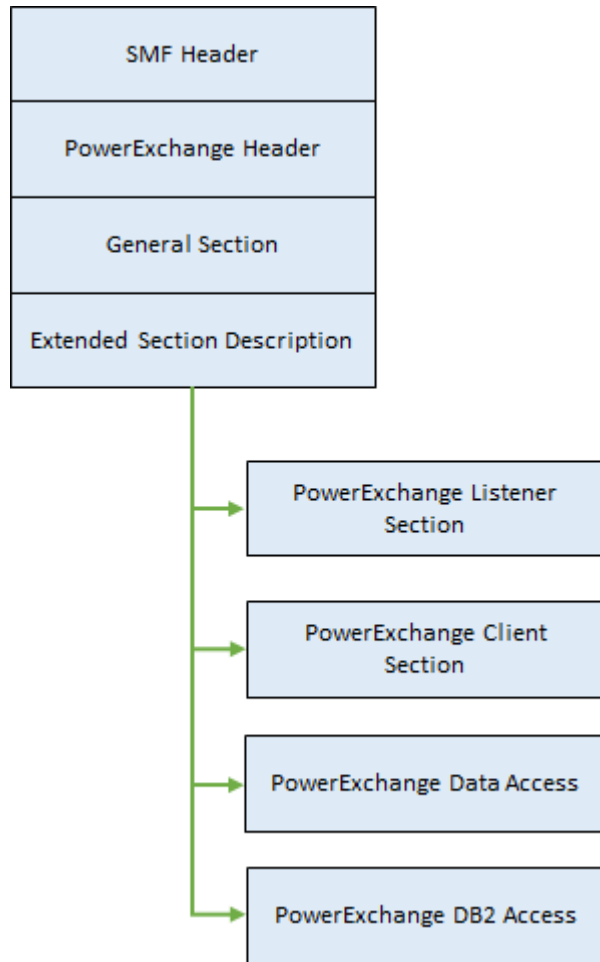 SMF Header
PowerExchange Header
General Section
Extended Section Description
PowerExchange Listener
Section
PowerExchange Client
Section
PowerExchange Data Access
PowerExchange DB2 Access